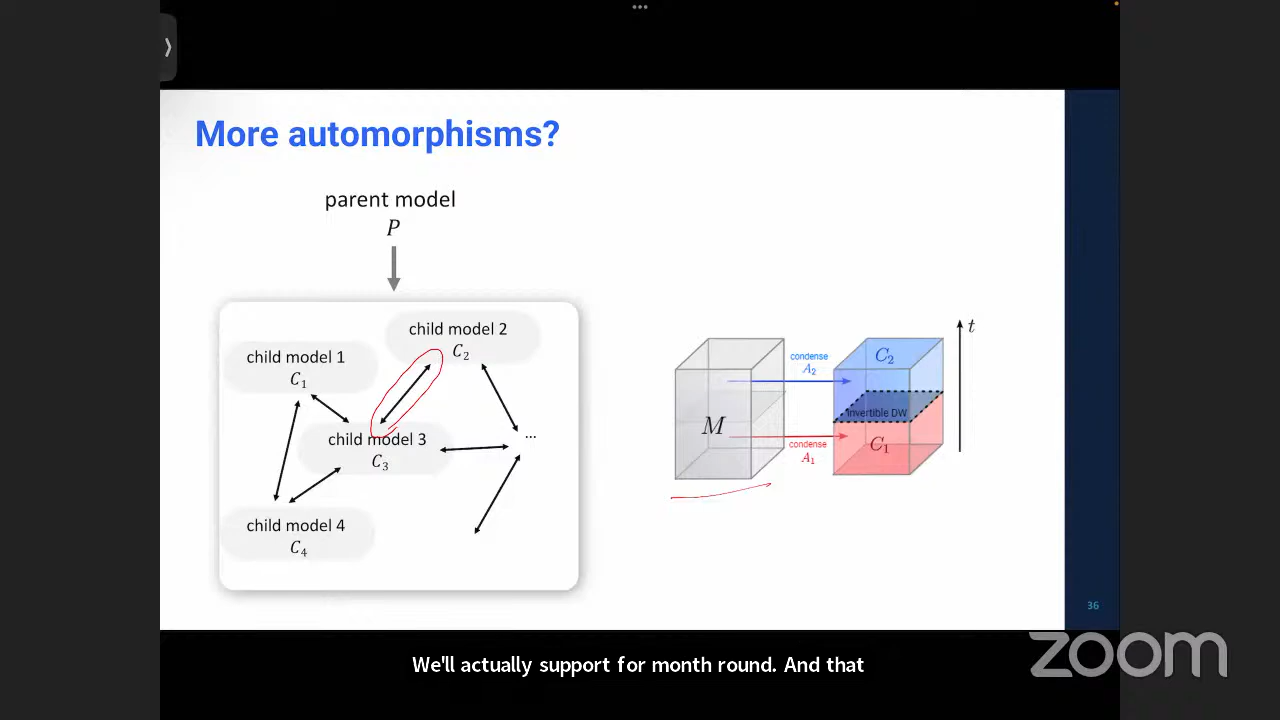 More automorphisms?
parent model
P
child model 2
C₂
child model 1
C₁
child model 3
C₃
...
child model 4
C₄
M
condense
A₂
condense
A₁
C₂
Invertible DW
C₁
t
36
We'll actually support for month round. And that
zoom